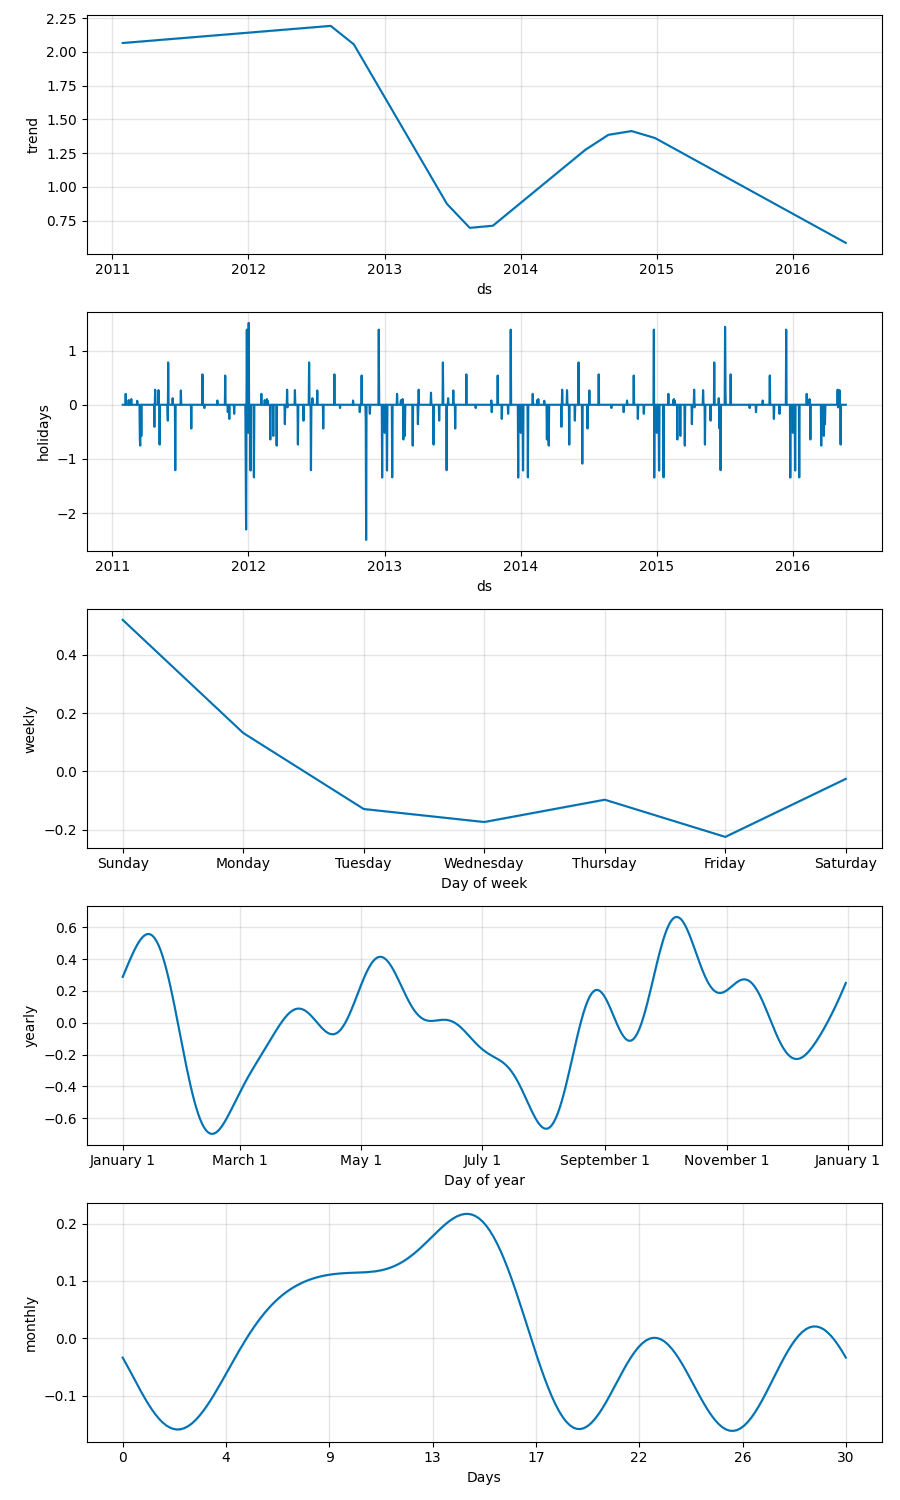 2.25
2.00
1.75
1.50
1.25
1.00
0.75
trend
2011 2012 2013 2014 2015 2016
ds
1
0
−1
−2
holidays
2011 2012 2013 2014 2015 2016
ds
0.4
0.2
0.0
−0.2
weekly
Sunday Monday Tuesday Wednesday Thursday Friday Saturday
Day of week
0.6
0.4
0.2
0.0
−0.2
−0.4
−0.6
yearly
January 1 March 1 May 1 July 1 September 1 November 1 January 1
Day of year
0.2
0.1
0.0
−0.1
monthly
0 4 9 13 17 22 26 30
Days